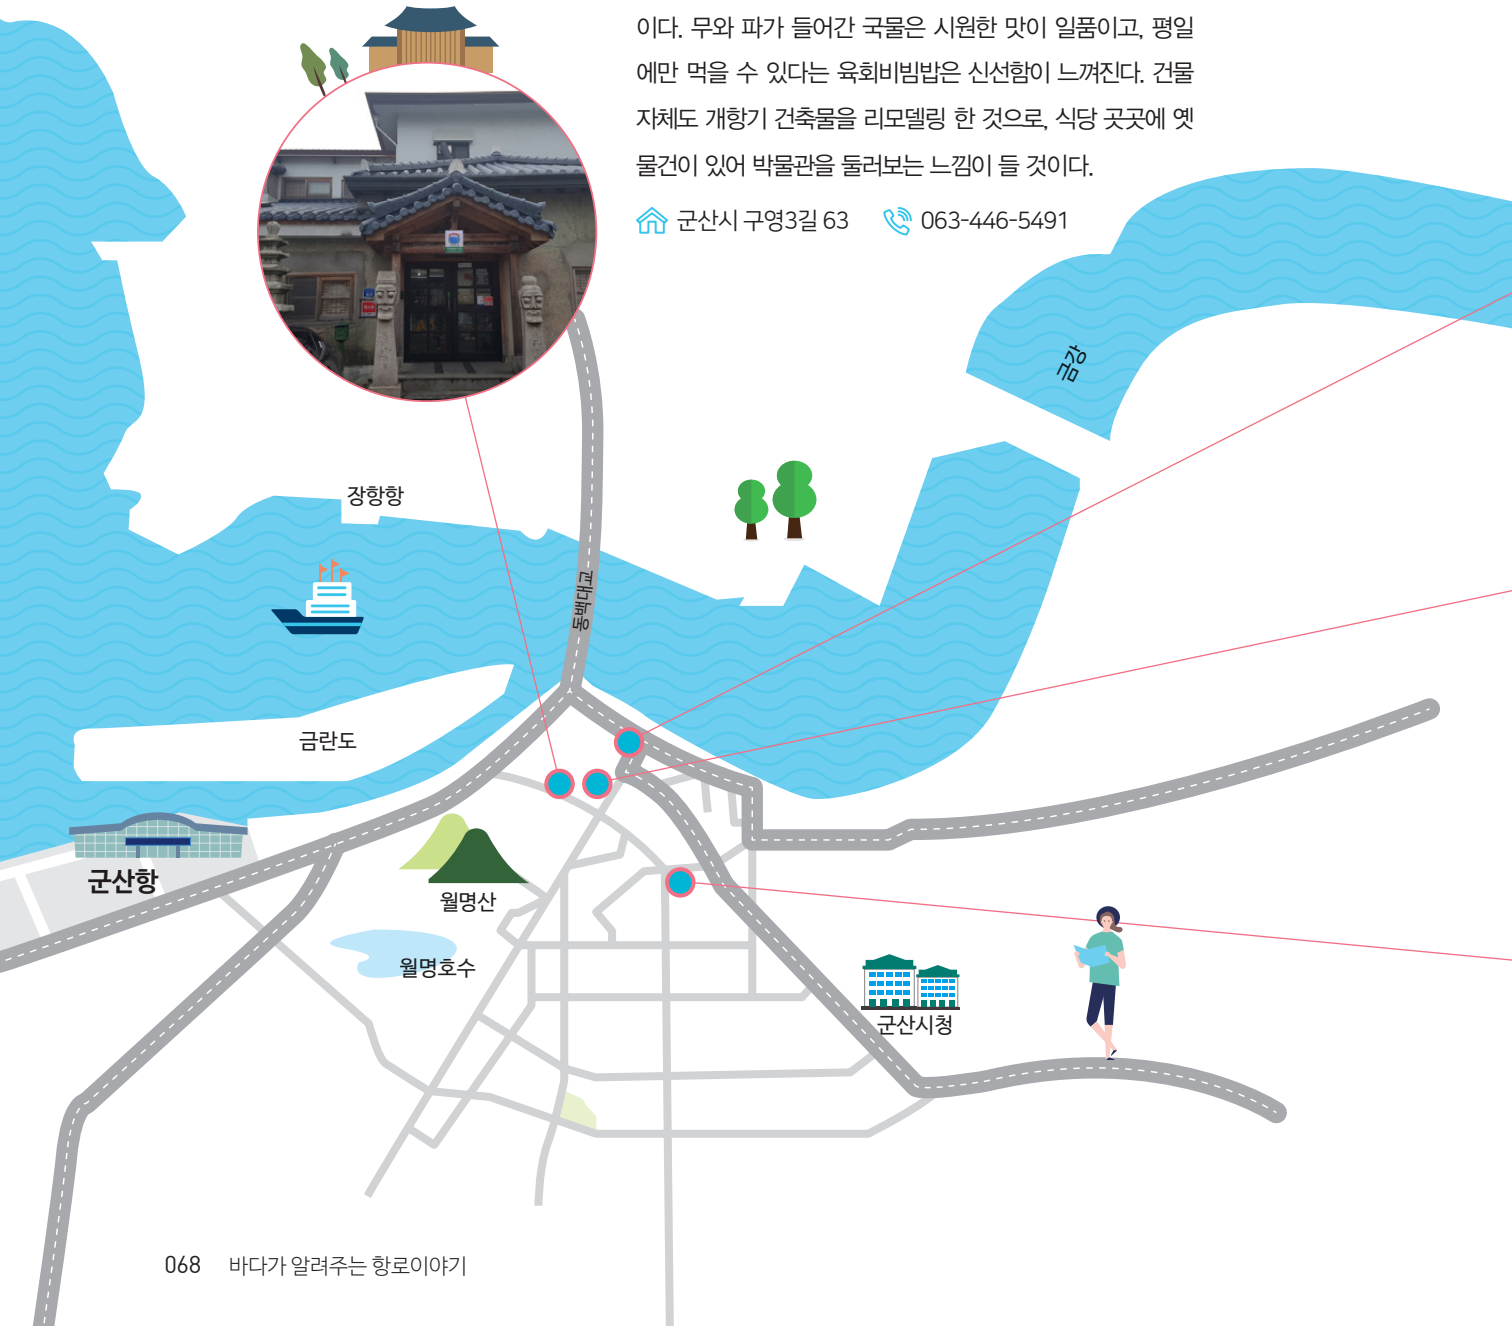 이다. 무와 파가 들어간 국물은 시원한 맛이 일품이고, 평일
에만 먹을 수 있다는 육회비빔밥은 신선함이 느껴진다. 건물
자체도 개항기 건축물을 리모델링 한 것으로, 식당 곳곳에 옛
물건이 있어 박물관을 둘러보는 느낌이 들 것이다.
군산시 구영3길 63 063-446-5491
금강
장항항
동백대교
금란도
군산항
월명산
월명호수
군산시청
068 바다가 알려주는 항로이야기